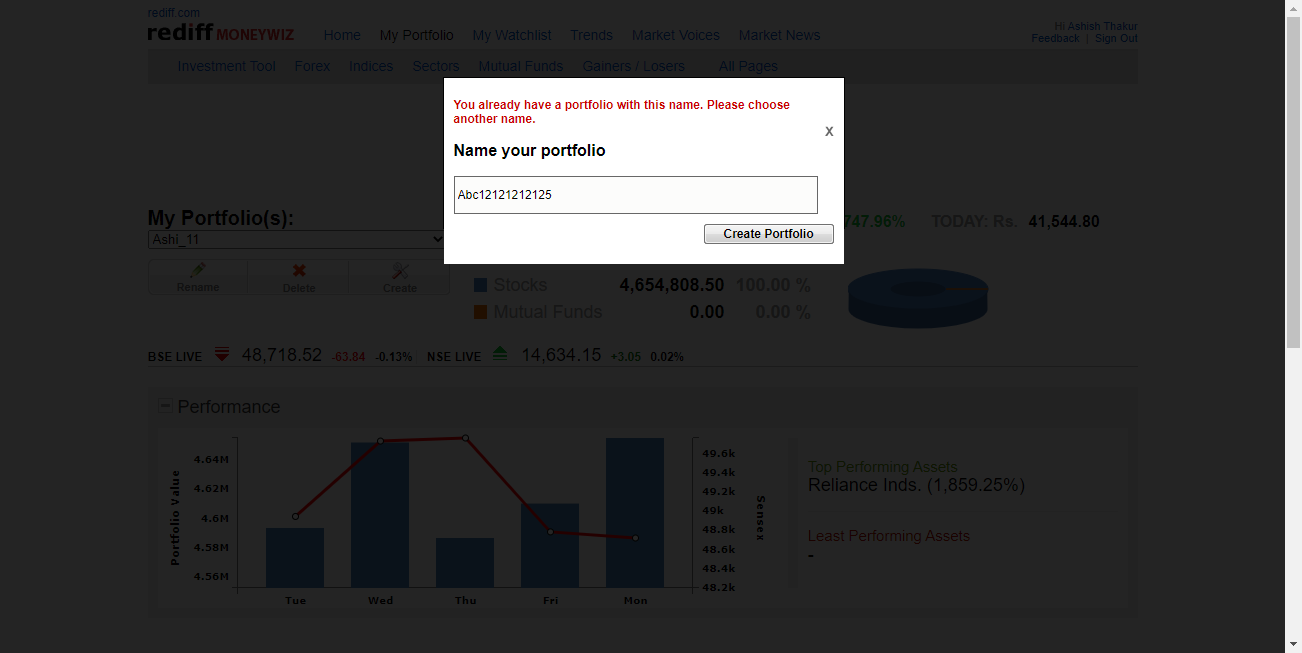 rediff.com
rediff MONEYWIZ
Home My Portfolio My Watchlist Trends Market Voices Market News
Hi Ashish Thakur
Feedback | Sign Out
Investment Tool Forex Indices Sectors Mutual Funds Gainers / Losers All Pages
You already have a portfolio with this name. Please choose
another name.
X
Name your portfolio
Abc12121212125
Create Portfolio
My Portfolio(s):
Ashi_11
Rename Delete Create
747.96% TODAY: Rs. 41,544.80
Stocks 4,654,808.50 100.00 %
Mutual Funds 0.00 0.00 %
BSE LIVE 48,718.52 -63.84 -0.13% NSE LIVE 14,634.15 +3.05 0.02%
Performance
Portfolio Value
4.64M
4.62M
4.6M
4.58M
4.56M
Tue Wed Thu Fri Mon
49.6k
49.4k
49.2k
49k
48.8k
48.6k
48.4k
48.2k
Sensex
Top Performing Assets
Reliance Inds. (1,859.25%)
Least Performing Assets
-